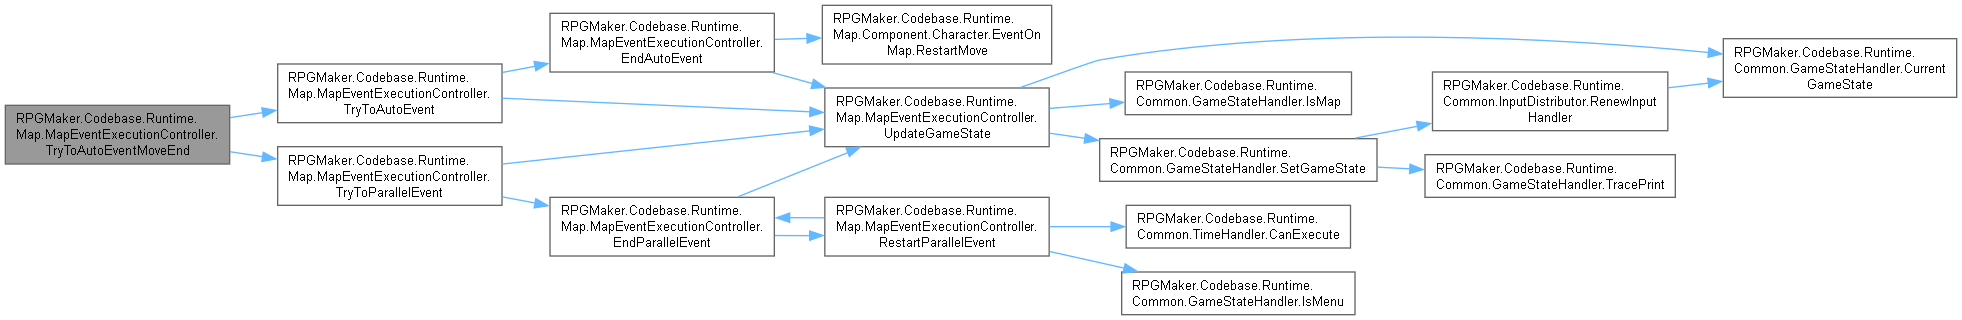 RPGMaker.Codebase.Runtime.
Map.MapEventExecutionController.
TryToAutoEventMoveEnd
RPGMaker.Codebase.Runtime.
Map.MapEventExecutionController.
TryToAutoEvent
RPGMaker.Codebase.Runtime.
Map.MapEventExecutionController.
TryToParallelEvent
RPGMaker.Codebase.Runtime.
Map.MapEventExecutionController.
EndAutoEvent
RPGMaker.Codebase.Runtime.
Map.MapEventExecutionController.
EndParallelEvent
RPGMaker.Codebase.Runtime.
Map.Component.Character.EventOn
Map.RestartMove
RPGMaker.Codebase.Runtime.
Map.MapEventExecutionController.
UpdateGameState
RPGMaker.Codebase.Runtime.
Map.MapEventExecutionController.
RestartParallelEvent
RPGMaker.Codebase.Runtime.
Common.GameStateHandler.IsMap
RPGMaker.Codebase.Runtime.
Common.GameStateHandler.SetGameState
RPGMaker.Codebase.Runtime.
Common.TimeHandler.CanExecute
RPGMaker.Codebase.Runtime.
Common.GameStateHandler.IsMenu
RPGMaker.Codebase.Runtime.
Common.InputDistributor.RenewInput
Handler
RPGMaker.Codebase.Runtime.
Common.GameStateHandler.TracePrint
RPGMaker.Codebase.Runtime.
Common.GameStateHandler.Current
GameState